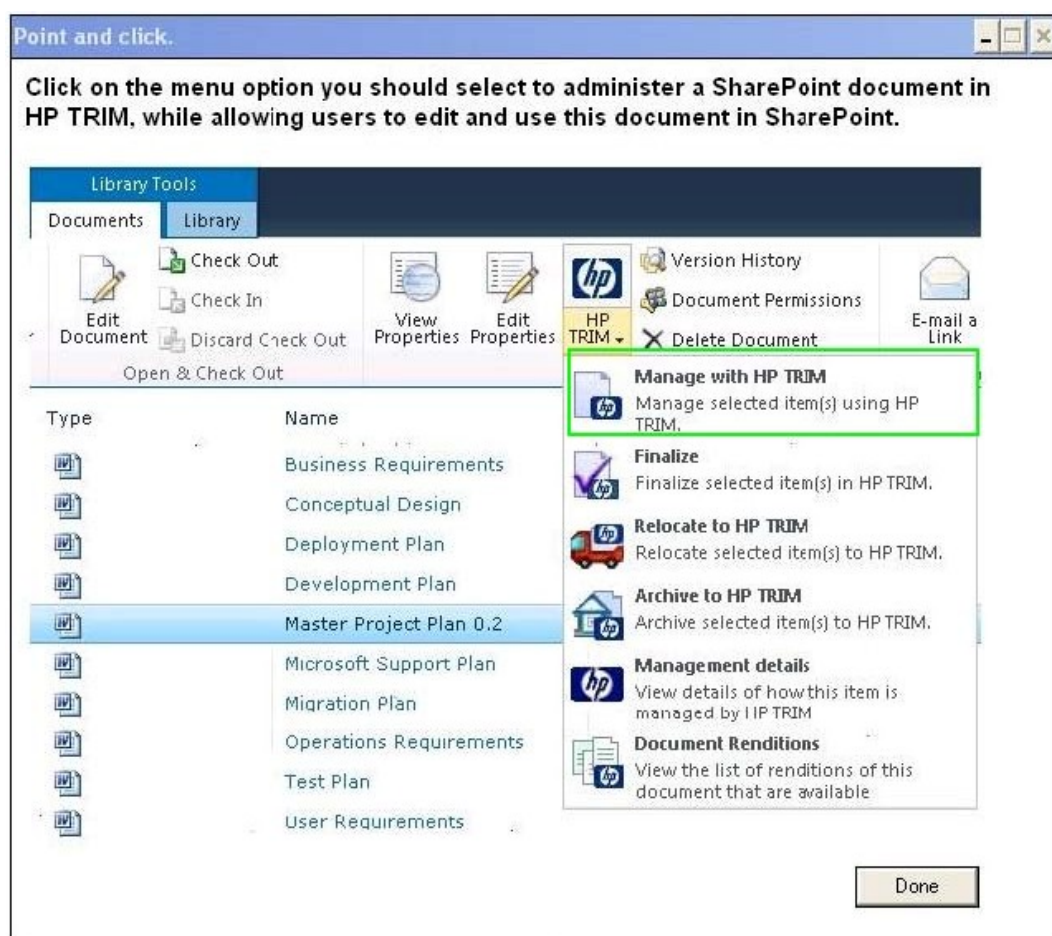 Point and click.
Click on the menu option you should select to administer a SharePoint document in
HP TRIM, while allowing users to edit and use this document in SharePoint.
Library Tools
Documents
Library
Edit
Document
Check Out
Check In
Discard Check Out
Open & Check Out
View
Properties
Edit
Properties
hp
HP
TRIM
Version History
Document Permissions
Delete Document
E-mail a
Link
Manage with HP TRIM
Manage selected item(s) using HP
TRIM.
Finalize
Finalize selected item(s) in HP TRIM.
Relocate to HP TRIM
Relocate selected item(s) to HP TRIM.
Archive to HP TRIM
Archive selected item(s) to HP TRIM.
Management details
View details of how this item is
managed by HP TRIM
Document Renditions
View the list of renditions of this
document that are available
Type
Name
Business Requirements
Conceptual Design
Deployment Plan
Development Plan
Master Project Plan 0.2
Microsoft Support Plan
Migration Plan
Operations Requirements
Test Plan
User Requirements
Done